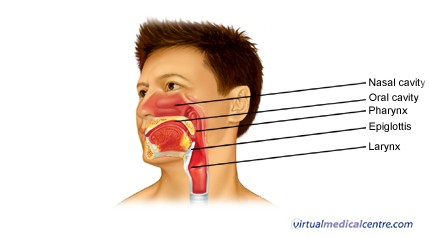 Nasal cavity
Oral cavity
Pharynx
Epiglottis
Larynx
virtualmedicalcentre.com